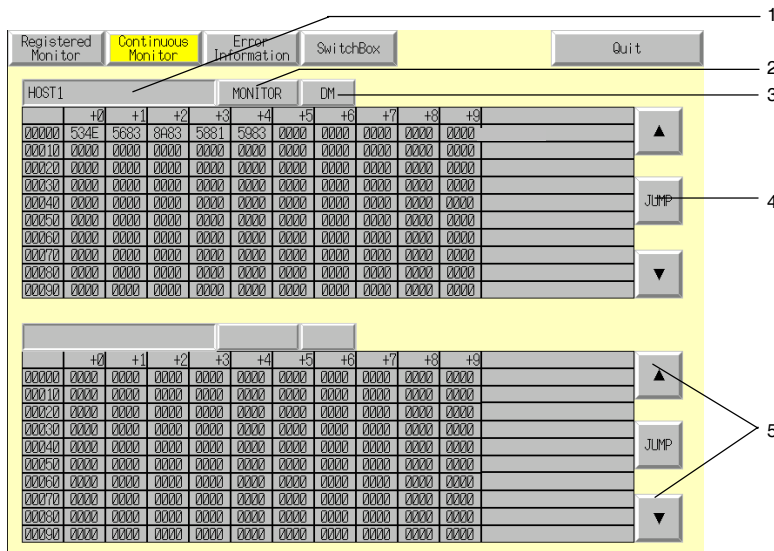 1
Registered Monitor
Continuous Monitor
Error Information
SwitchBox
Quit
2
HOST1 MONITOR DM
3
+0 +1 +2 +3 +4 +5 +6 +7 +8 +9
00000 534E 5683 8A83 5881 5983 0000 0000 0000 0000 0000
▲
00010 0000 0000 0000 0000 0000 0000 0000 0000 0000 0000
00020 0000 0000 0000 0000 0000 0000 0000 0000 0000 0000
00030 0000 0000 0000 0000 0000 0000 0000 0000 0000 0000
00040 0000 0000 0000 0000 0000 0000 0000 0000 0000 0000
JUMP
4
00050 0000 0000 0000 0000 0000 0000 0000 0000 0000 0000
00060 0000 0000 0000 0000 0000 0000 0000 0000 0000 0000
00070 0000 0000 0000 0000 0000 0000 0000 0000 0000 0000
00080 0000 0000 0000 0000 0000 0000 0000 0000 0000 0000
▼
00090 0000 0000 0000 0000 0000 0000 0000 0000 0000 0000
+0 +1 +2 +3 +4 +5 +6 +7 +8 +9
00000 0000 0000 0000 0000 0000 0000 0000 0000 0000 0000
▲
00010 0000 0000 0000 0000 0000 0000 0000 0000 0000 0000
00020 0000 0000 0000 0000 0000 0000 0000 0000 0000 0000
00030 0000 0000 0000 0000 0000 0000 0000 0000 0000 0000
5
00040 0000 0000 0000 0000 0000 0000 0000 0000 0000 0000
JUMP
00050 0000 0000 0000 0000 0000 0000 0000 0000 0000 0000
00060 0000 0000 0000 0000 0000 0000 0000 0000 0000 0000
00070 0000 0000 0000 0000 0000 0000 0000 0000 0000 0000
00080 0000 0000 0000 0000 0000 0000 0000 0000 0000 0000
▼
00090 0000 0000 0000 0000 0000 0000 0000 0000 0000 0000